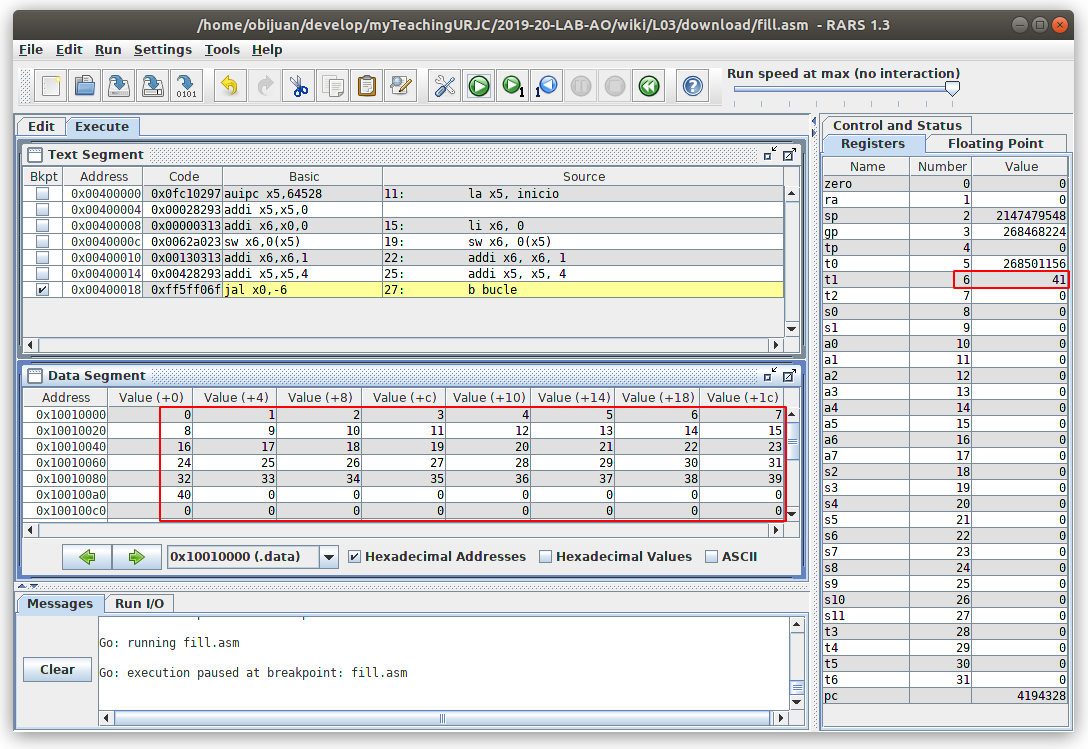 /home/obijuan/develop/myTeachingURJC/2019-20-LAB-AO/wiki/L03/download/fill.asm - RARS 1.3
File Edit Run Settings Tools Help
Run speed at max (no interaction)
Edit Execute
Text Segment
Bkpt Address Code Basic Source
0x00400000 0x0fc10297 auipc x5,64528 11: la x5, inicio
0x00400004 0x00028293 addi x5,x5,0
0x00400008 0x00000313 addi x6,x0,0 15: li x6, 0
0x0040000c 0x0062a023 sw x6,0(x5) 19: sw x6, 0(x5)
0x00400010 0x00130313 addi x6,x6,1 22: addi x6, x6, 1
0x00400014 0x00428293 addi x5,x5,4 25: addi x5, x5, 4
0x00400018 0xff5ff06f jal x0,-6 27: b bucle
Data Segment
Address Value (+0) Value (+4) Value (+8) Value (+c) Value (+10) Value (+14) Value (+18) Value (+1c)
0x10010000 0 1 2 3 4 5 6 7
0x10010020 8 9 10 11 12 13 14 15
0x10010040 16 17 18 19 20 21 22 23
0x10010060 24 25 26 27 28 29 30 31
0x10010080 32 33 34 35 36 37 38 39
0x100100a0 40 0 0 0 0 0 0 0
0x100100c0 0 0 0 0 0 0 0 0
0x10010000 (.data) Hexadecimal Addresses Hexadecimal Values ASCII
Messages Run I/O
Clear
Go: running fill.asm
Go: execution paused at breakpoint: fill.asm
Control and Status
Registers Floating Point
Name Number Value
zero 0 0
ra 1 0
sp 2 2147479548
gp 3 268468224
tp 4 0
t0 5 268501156
t1 6 41
t2 7 0
s0 8 0
s1 9 0
a0 10 0
a1 11 0
a2 12 0
a3 13 0
a4 14 0
a5 15 0
a6 16 0
a7 17 0
s2 18 0
s3 19 0
s4 20 0
s5 21 0
s6 22 0
s7 23 0
s8 24 0
s9 25 0
s10 26 0
s11 27 0
t3 28 0
t4 29 0
t5 30 0
t6 31 0
pc 4194328